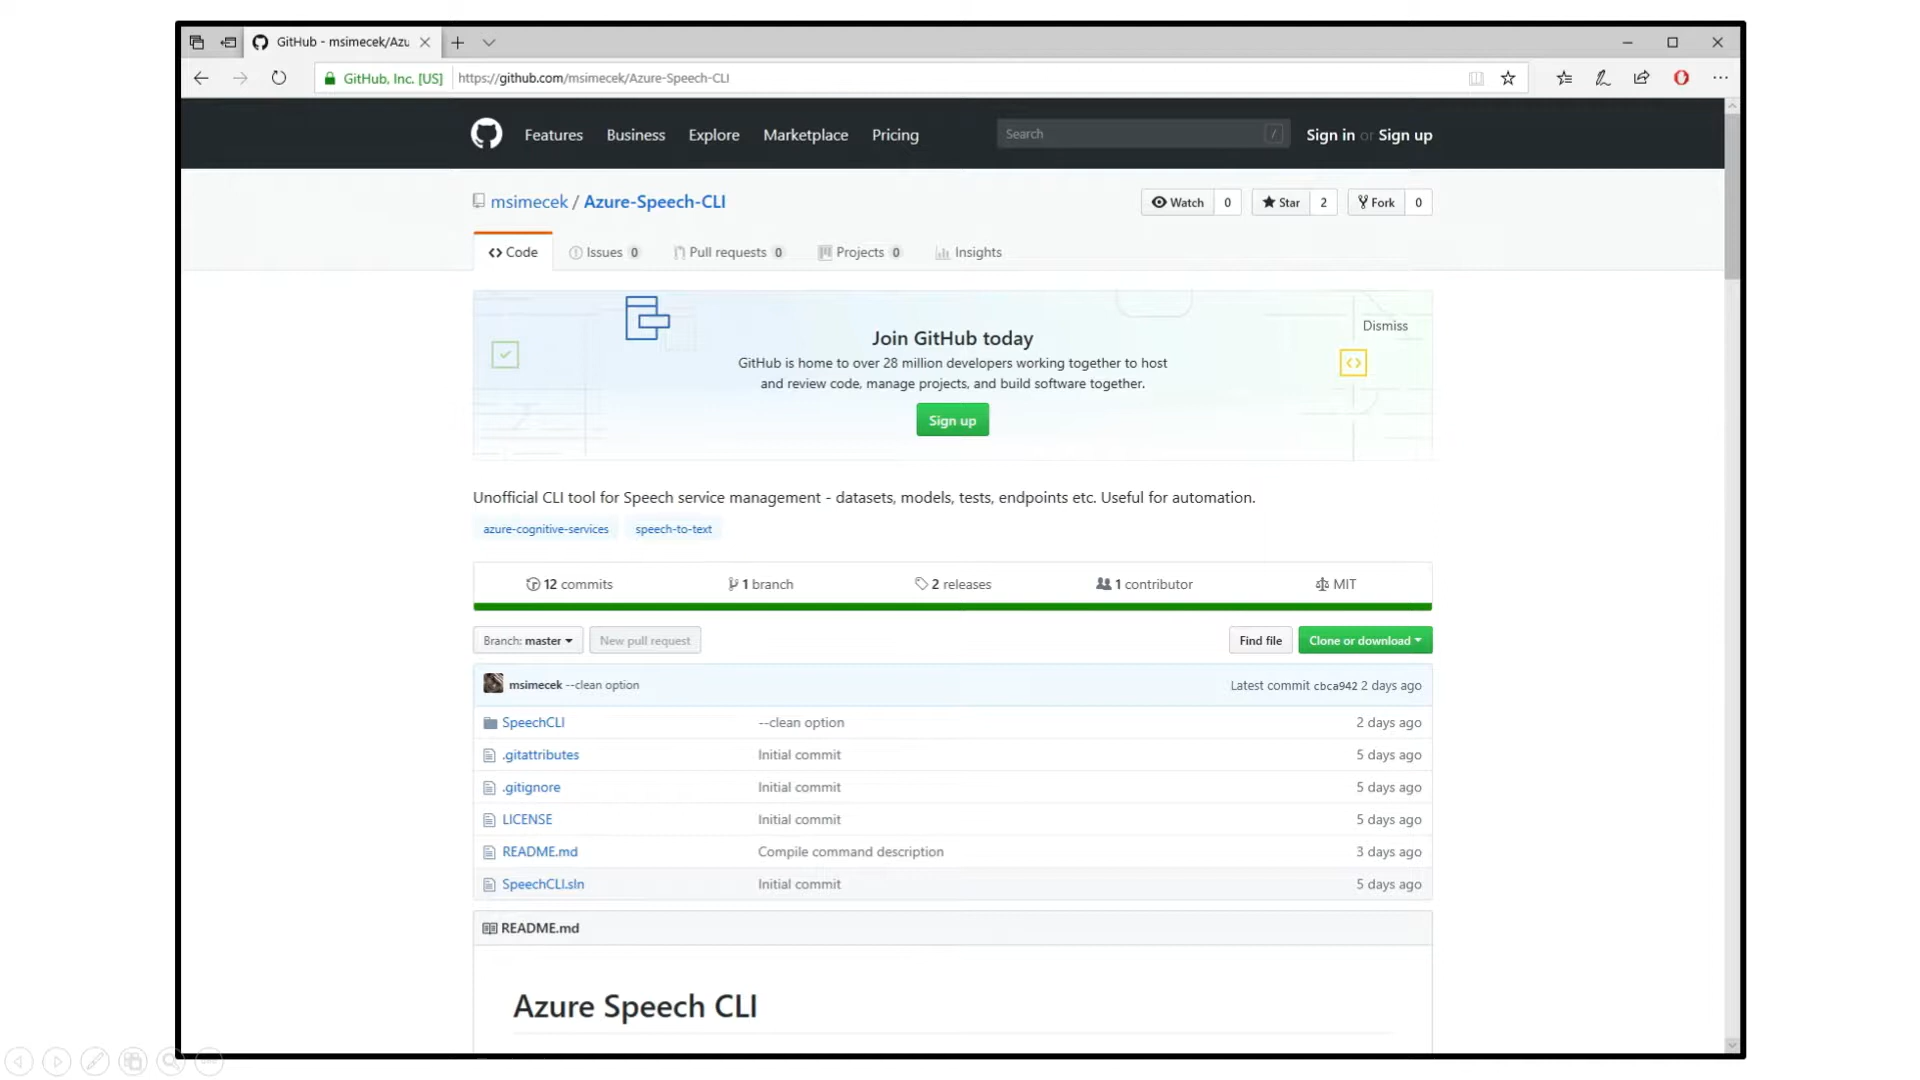 GitHub - msimecek/Azu
GitHub, Inc. [US] https://github.com/msimecek/Azure-Speech-CLI
Features Business Explore Marketplace Pricing Search / Sign in or Sign up
msimecek / Azure-Speech-CLI Watch 0 Star 2 Fork 0
Code Issues 0 Pull requests 0 Projects 0 Insights
Dismiss
Join GitHub today
GitHub is home to over 28 million developers working together to host
and review code, manage projects, and build software together.
Sign up
Unofficial CLI tool for Speech service management - datasets, models, tests, endpoints etc. Useful for automation.
azure-cognitive-services speech-to-text
12 commits 1 branch 2 releases 1 contributor MIT
Branch: master New pull request Find file Clone or download
msimecek --clean option Latest commit cbca942 2 days ago
SpeechCLI --clean option 2 days ago
.gitattributes Initial commit 5 days ago
.gitignore Initial commit 5 days ago
LICENSE Initial commit 5 days ago
README.md Compile command description 3 days ago
SpeechCLI.sln Initial commit 5 days ago
README.md
Azure Speech CLI